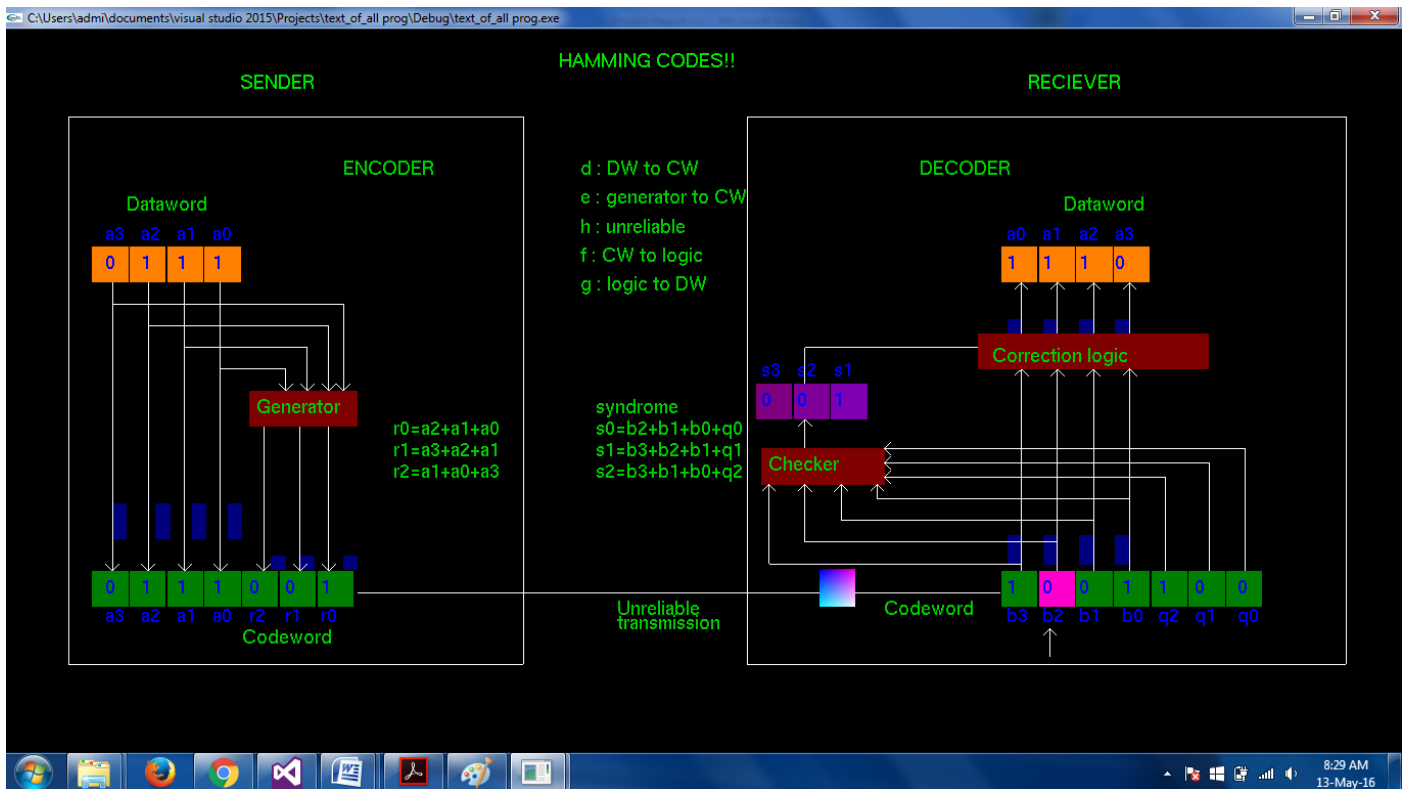 C:\Users\admi\documents\visual studio 2015\Projects\text_of_all prog\Debug\text_of_all prog.exe
HAMMING CODES!!
SENDER
RECIEVER
ENCODER
Dataword
a3 a2 a1 a0
0 1 1 1
Generator
r0=a2+a1+a0
r1=a3+a2+a1
r2=a1+a0+a3
0 1 1 1 0 0 1
a3 a2 a1 a0 r2 r1 r0
Codeword
d : DW to CW
e : generator to CW
h : unreliable
f : CW to logic
g : logic to DW
syndrome
s0=b2+b1+b0+q0
s1=b3+b2+b1+q1
s2=b3+b1+b0+q2
Unreliable
transmission
DECODER
Dataword
a0 a1 a2 a3
1 1 1 0
Correction logic
s3 s2 s1
0 0 1
Checker
Codeword
1 0 0 1 1 0 0
b3 b2 b1 b0 q2 q1 q0
8:29 AM
13-May-16